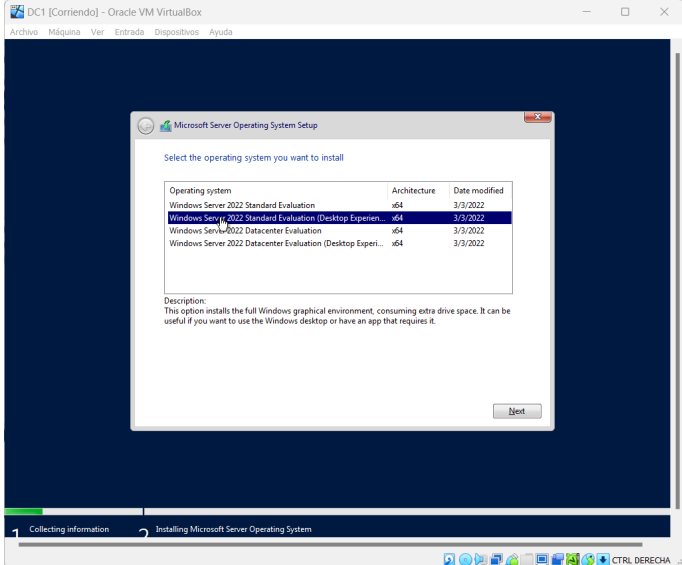 DC1 [Corriendo] - Oracle VM VirtualBox
Archivo Máquina Ver Entrada Dispositivos Ayuda
Microsoft Server Operating System Setup
Select the operating system you want to install
Operating system Architecture Date modified
Windows Server 2022 Standard Evaluation x64 3/3/2022
Windows Server 2022 Standard Evaluation (Desktop Experien... x64 3/3/2022
Windows Server 2022 Datacenter Evaluation x64 3/3/2022
Windows Server 2022 Datacenter Evaluation (Desktop Experi... x64 3/3/2022
Description:
This option installs the full Windows graphical environment, consuming extra drive space. It can be
useful if you want to use the Windows desktop or have an app that requires it.
Next
1 Collecting information 2 Installing Microsoft Server Operating System
CTRL DERECHA